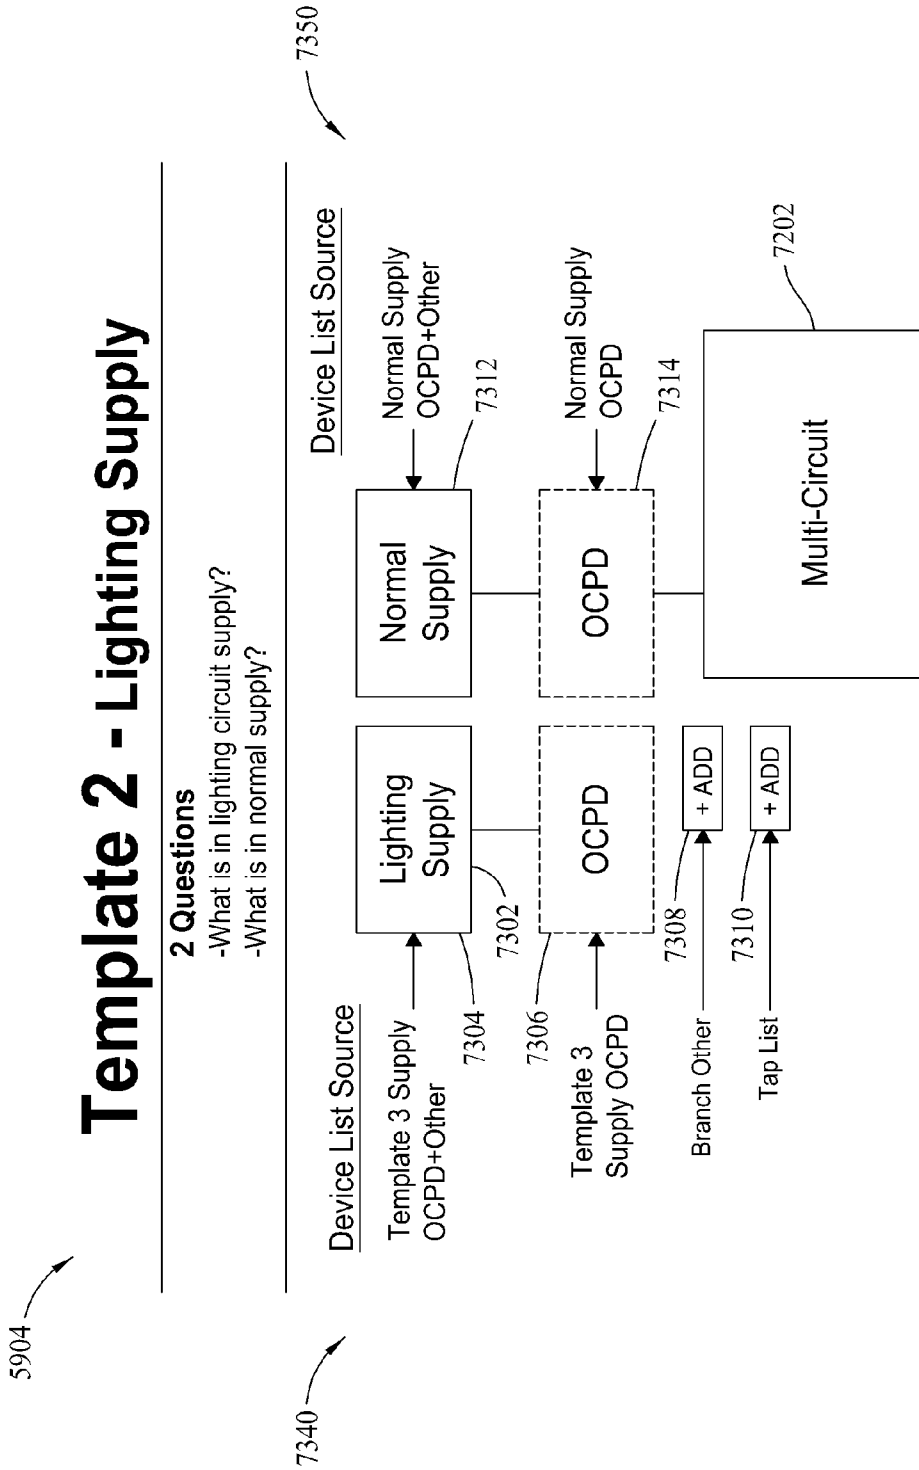 5904
Template 2 - Lighting Supply
2 Questions
-What is in lighting circuit supply?
-What is in normal supply?
7340
7350
Device List Source
Device List Source
Template 3 Supply
OCPD+Other
Lighting
Supply
Normal
Supply
Normal Supply
OCPD+Other
7304
7302
7312
Template 3
Supply OCPD
OCPD
OCPD
Normal Supply
OCPD
7306
7314
Branch Other
7308
+ ADD
Tap List
7310
+ ADD
Multi-Circuit
7202